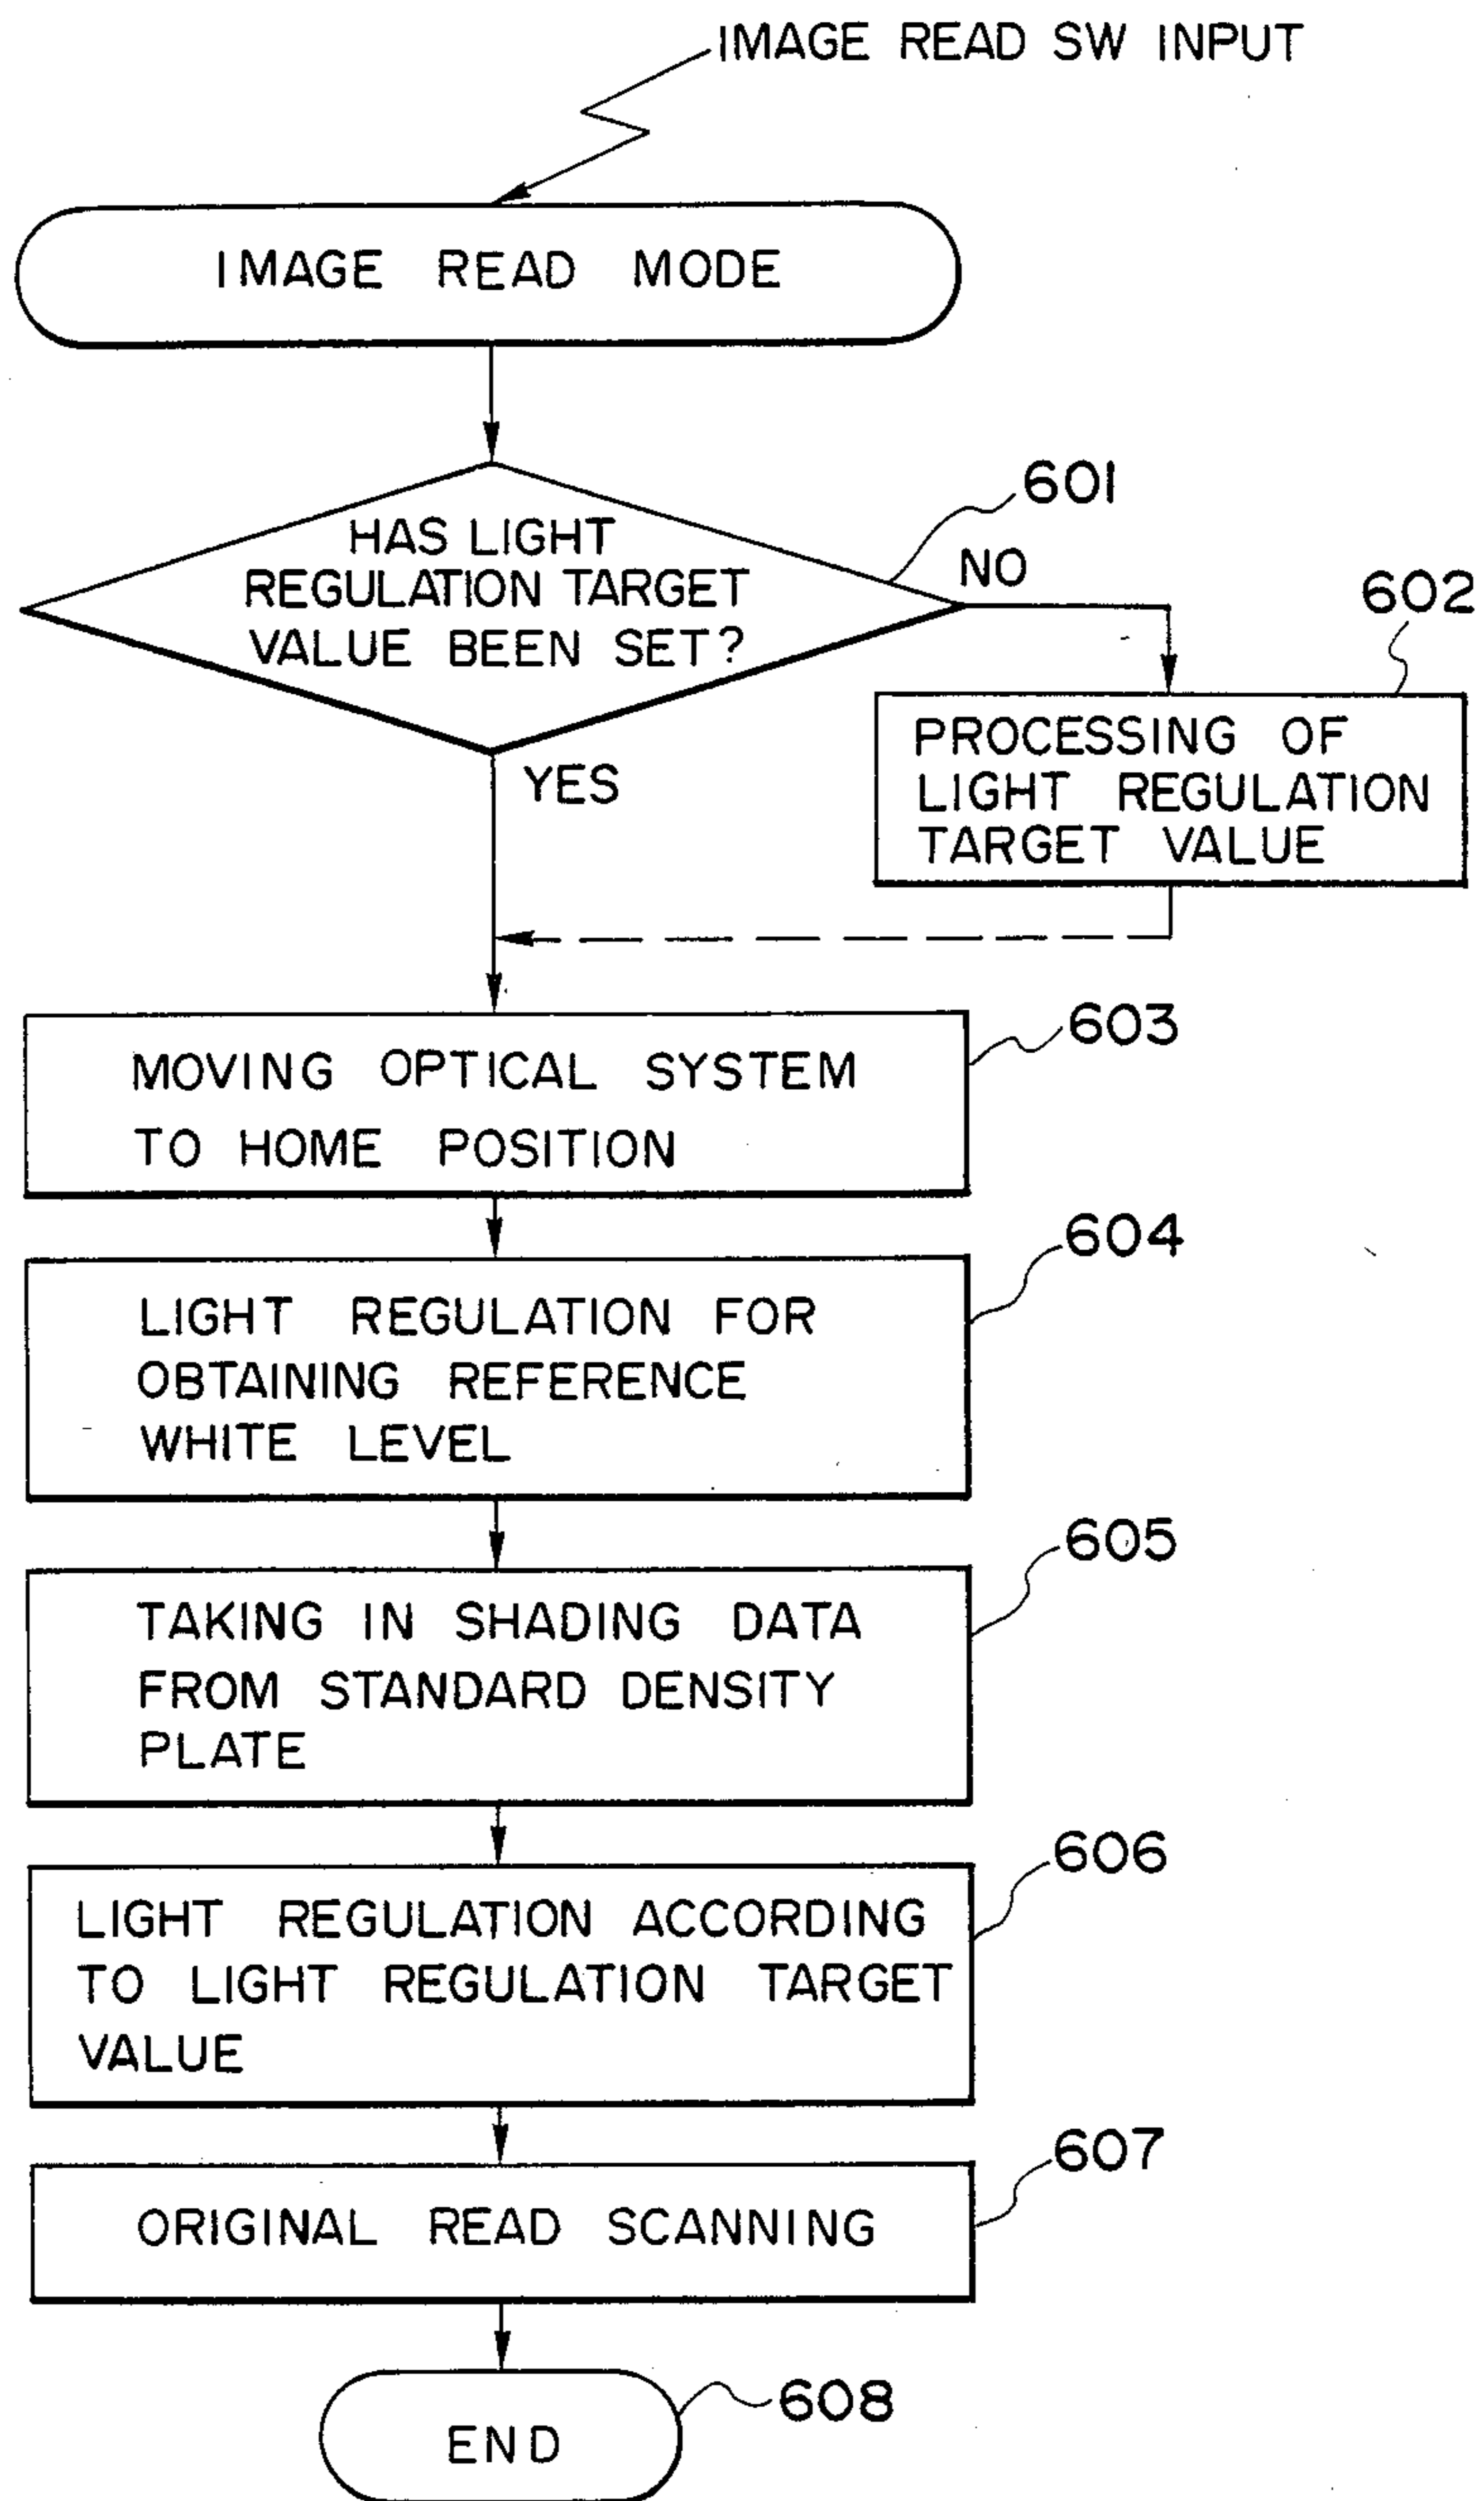 IMAGE READ SW INPUT
IMAGE READ MODE
601
HAS LIGHT
REGULATION TARGET
VALUE BEEN SET?
NO
602
YES
PROCESSING OF
LIGHT REGULATION
TARGET VALUE
603
MOVING OPTICAL SYSTEM
TO HOME POSITION
604
LIGHT REGULATION FOR
OBTAINING REFERENCE
WHITE LEVEL
605
TAKING IN SHADING DATA
FROM STANDARD DENSITY
PLATE
606
LIGHT REGULATION ACCORDING
TO LIGHT REGULATION TARGET
VALUE
607
ORIGINAL READ SCANNING
608
END